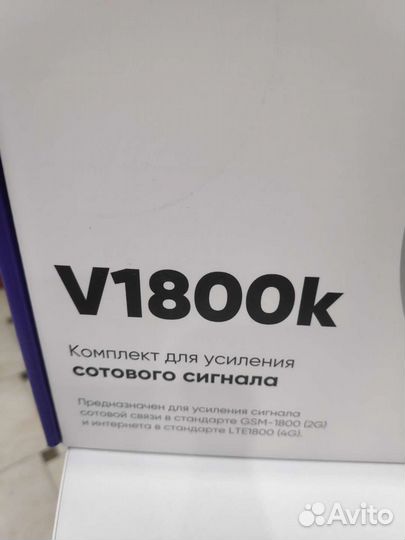 V1800k
Комплект для усиления
сотового сигнала
Предназначен для усиления сигнала
сотовой связи в стандарте GSM-1800 (2G)
и интернета в стандарте LTE1800 (4G).
Avito